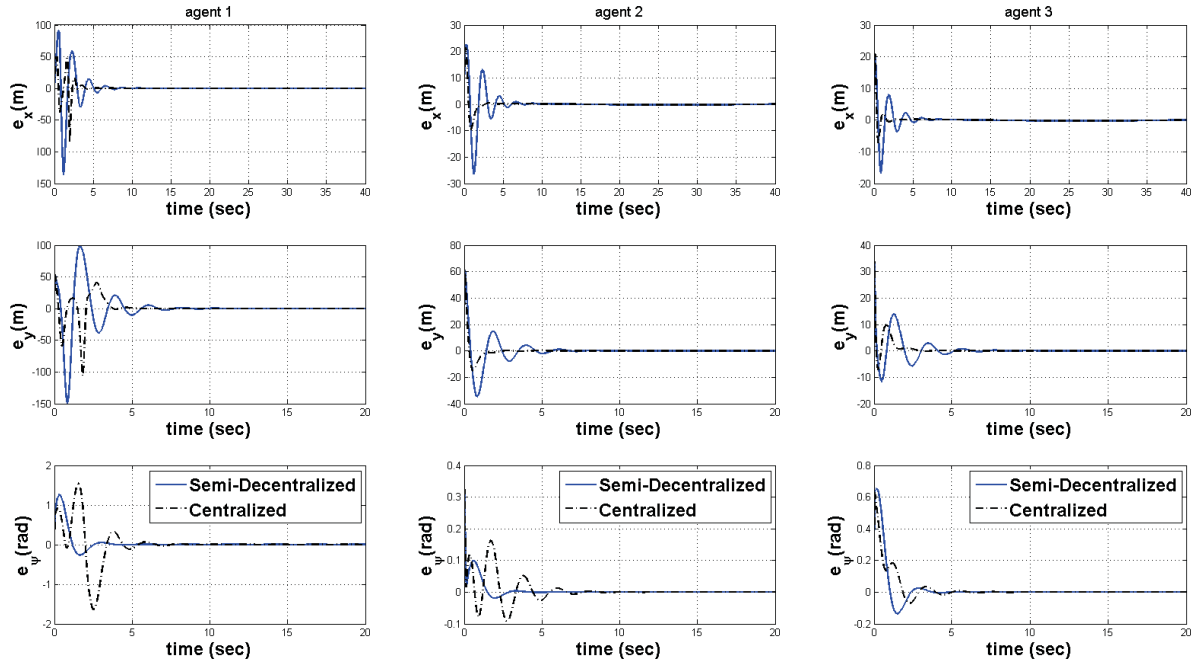 agent 1
100
50
0
-50
100
150
e_x(m)
0 5 10 15 20 25 30 35 40
time (sec)
agent 2
30
20
10
0
-10
-20
-30
e_x(m)
0 5 10 15 20 25 30 35 40
time (sec)
agent 3
30
20
10
0
-10
-20
e_x(m)
0 5 10 15 20 25 30 35 40
time (sec)
100
50
0
-50
-100
-150
e_y(m)
0 5 10 15 20
time (sec)
80
60
40
20
0
-20
-40
e_y(m)
0 5 10 15 20
time (sec)
40
30
20
10
0
-10
-20
e_y(m)
0 5 10 15 20
time (sec)
2
1
0
-1
-2
e_ψ(rad)
Semi-Decentralized
Centralized
0 5 10 15 20
time (sec)
0.4
0.3
0.2
0.1
0
-0.1
e_ψ(rad)
Semi-Decentralized
Centralized
0 5 10 15 20
time (sec)
0.8
0.6
0.4
0.2
0
-0.2
e_ψ(rad)
Semi-Decentralized
Centralized
0 5 10 15 20
time (sec)